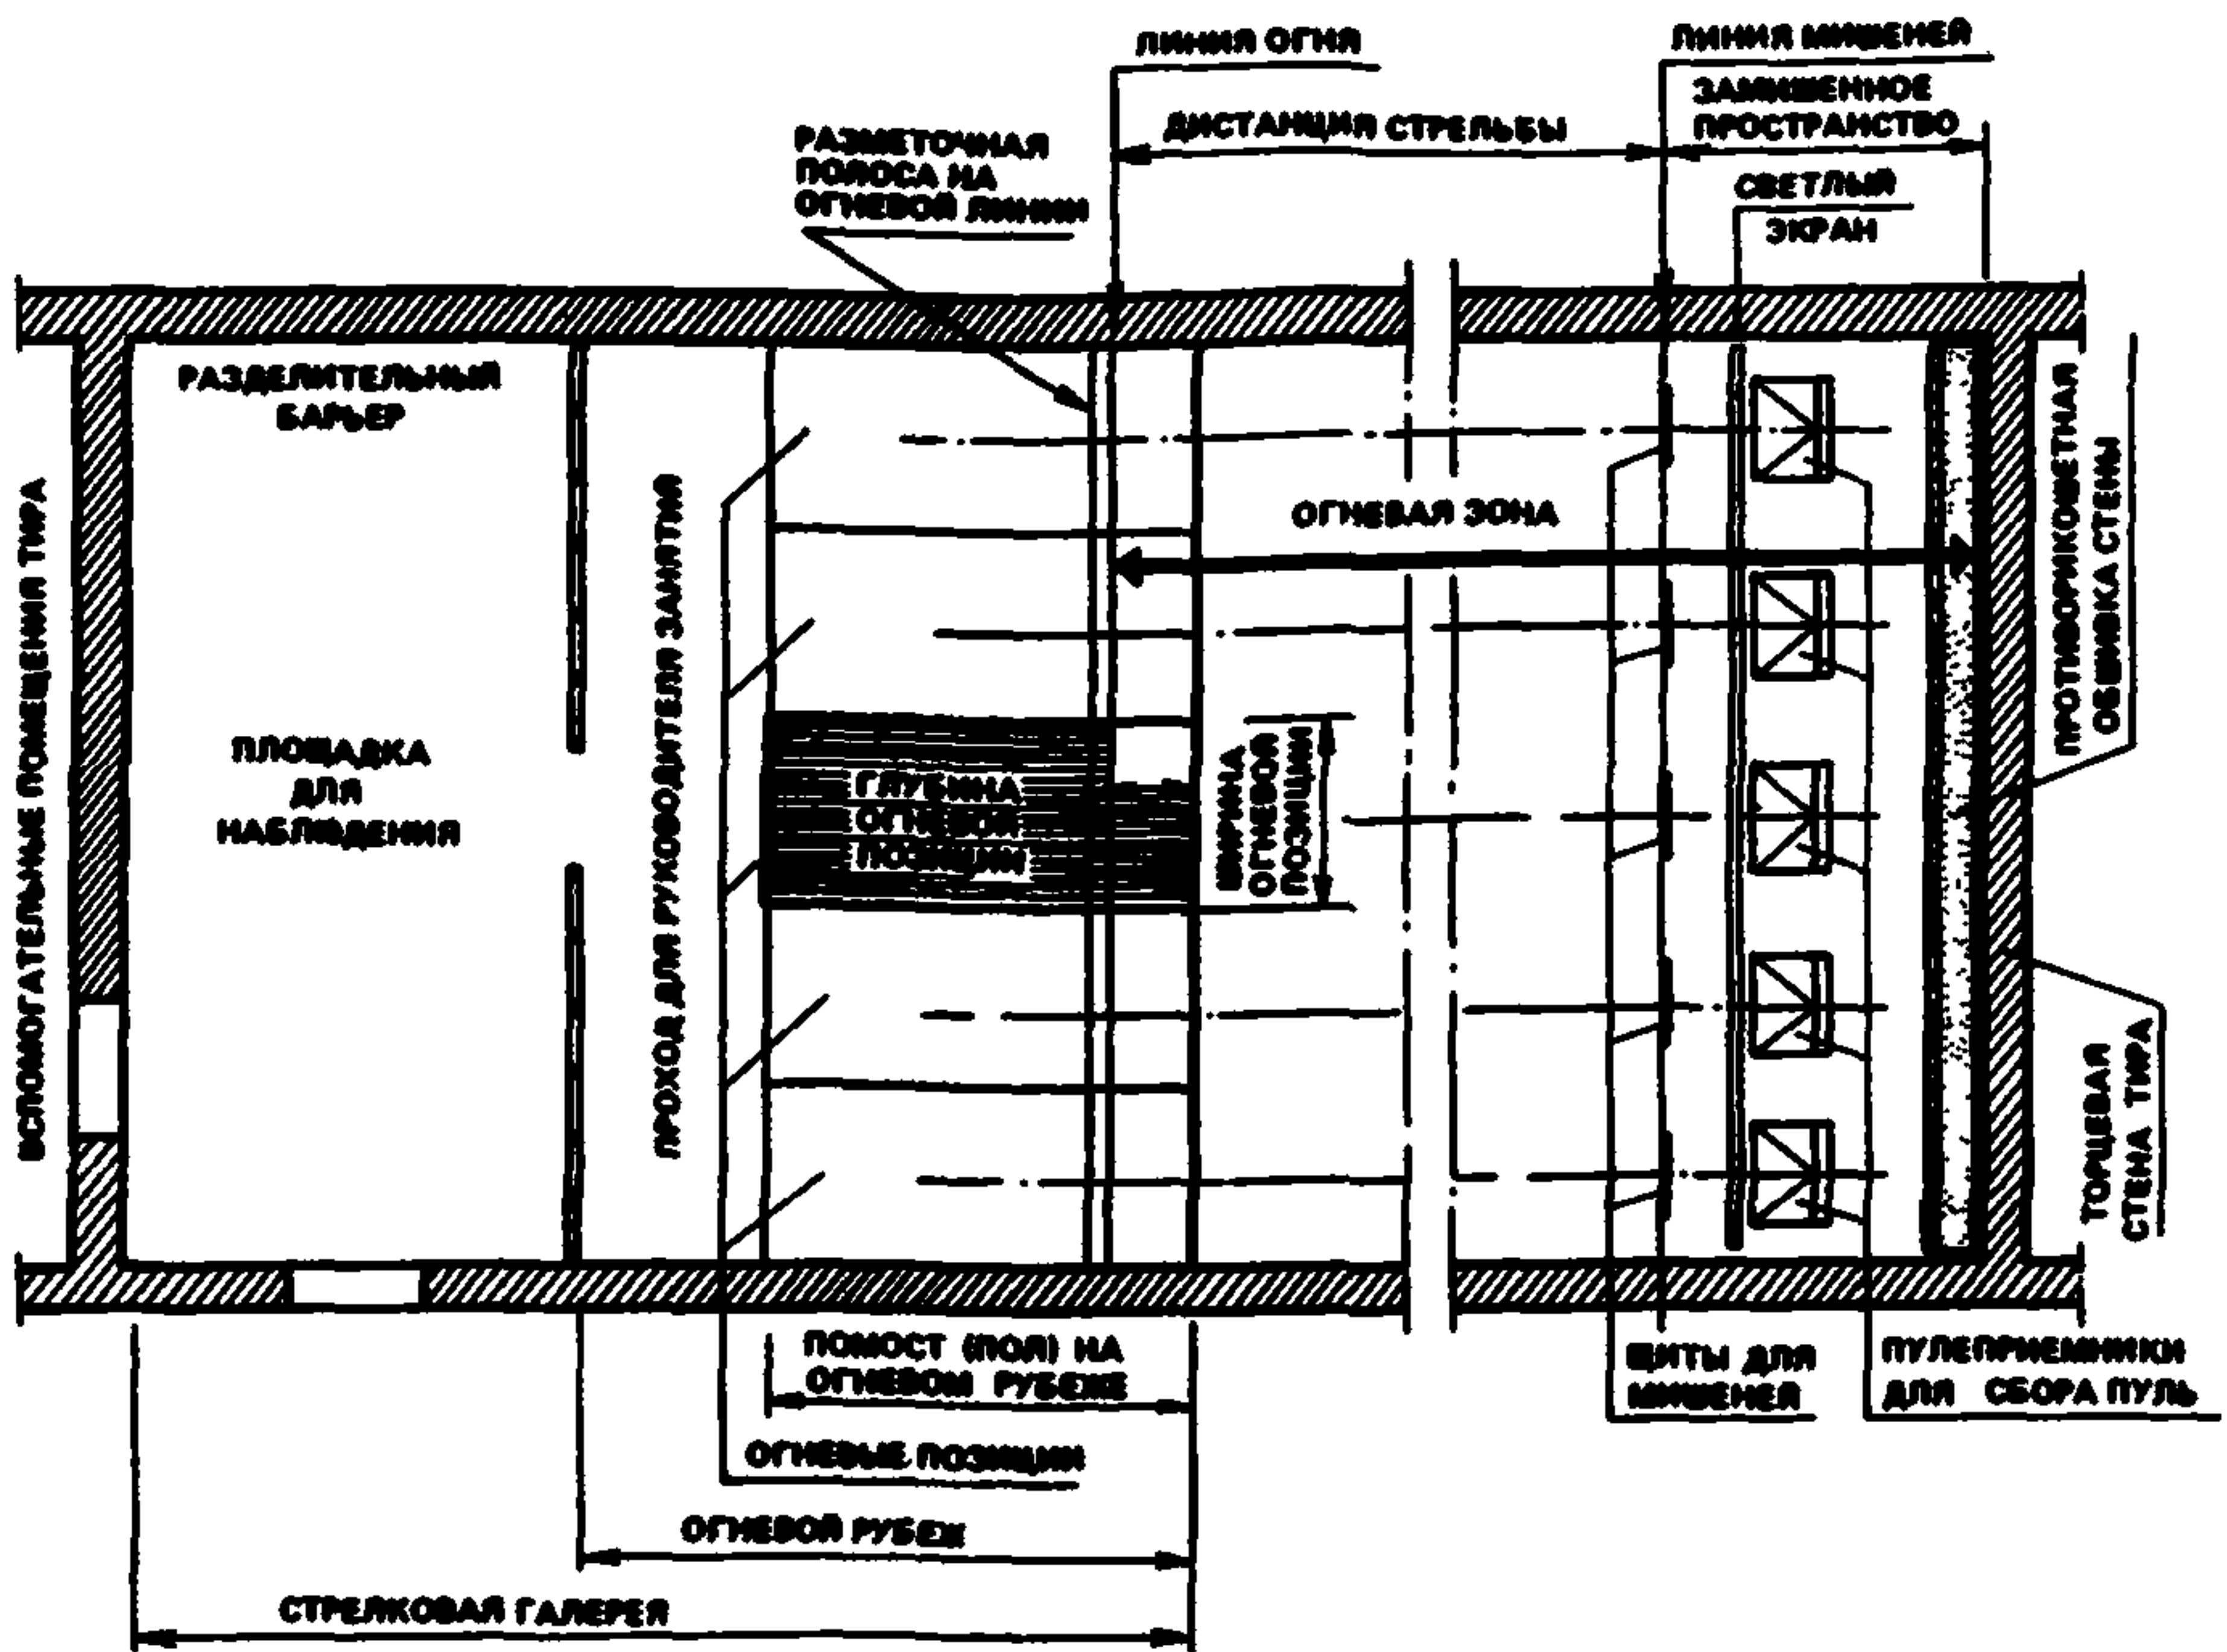 ЛИНИЯ ОГНЯ
ЛИНИЯ МИШЕНЕЙ
ЗАМИШЕННОЕ
ПРОСТРАНСТВО
ДИСТАНЦИЯ СТРЕЛЬБЫ
РАЗМЕТОЧНАЯ
ПОЛОСА НА
ОГНЕВОЙ ЛИНИИ
СВЕТЛЫЙ
ЭКРАН
РАЗДЕЛИТЕЛЬНЫЙ
БАРЬЕР
ВСПОМОГАТЕЛЬНЫЕ ПОМЕЩЕНИЯ ТИРА
ПЛОЩАДКА
ДЛЯ
НАБЛЮДЕНИЯ
ПРОХОД ДЛЯ РУКОВОДИТЕЛЯ ЗАНЯТИЯ
ГЛУБИНА
ОГНЕВОЙ
ПОЗИЦИИ
ШИРИНА
ОГНЕВОЙ
ПОЗИЦИИ
ОГНЕВАЯ ЗОНА
ПРОТИВОРИКОШЕТНАЯ
ОБШИВКА СТЕНЫ
ТОРЦЕВАЯ
СТЕНА ТИРА
ПОМОСТ (ПОЛ) НА
ОГНЕВОМ РУБЕЖЕ
ЩИТЫ ДЛЯ
МИШЕНЕЙ
ПУЛЕПРИЕМНИКИ
ДЛЯ СБОРА ПУЛЬ
ОГНЕВЫЕ ПОЗИЦИИ
ОГНЕВОЙ РУБЕЖ
СТРЕЛКОВАЯ ГАЛЕРЕЯ